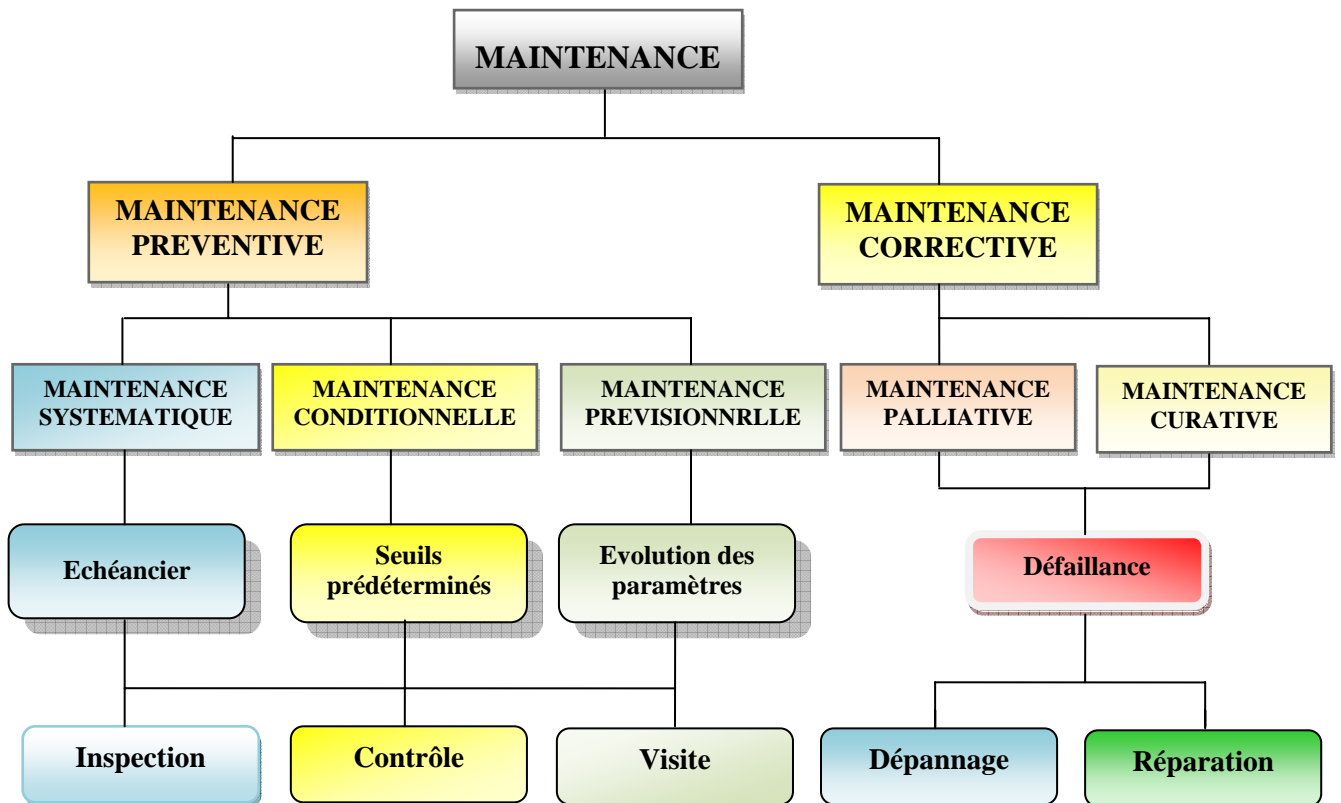 MAINTENANCE
MAINTENANCE
PREVENTIVE
MAINTENANCE
CORRECTIVE
MAINTENANCE
SYSTEMATIQUE
MAINTENANCE
CONDITIONNELLE
MAINTENANCE
PREVISIONNRLLE
MAINTENANCE
PALLIATIVE
MAINTENANCE
CURATIVE
Echéancier
Seuils
prédéterminés
Evolution des
paramètres
Défaillance
Inspection
Contrôle
Visite
Dépannage
Réparation